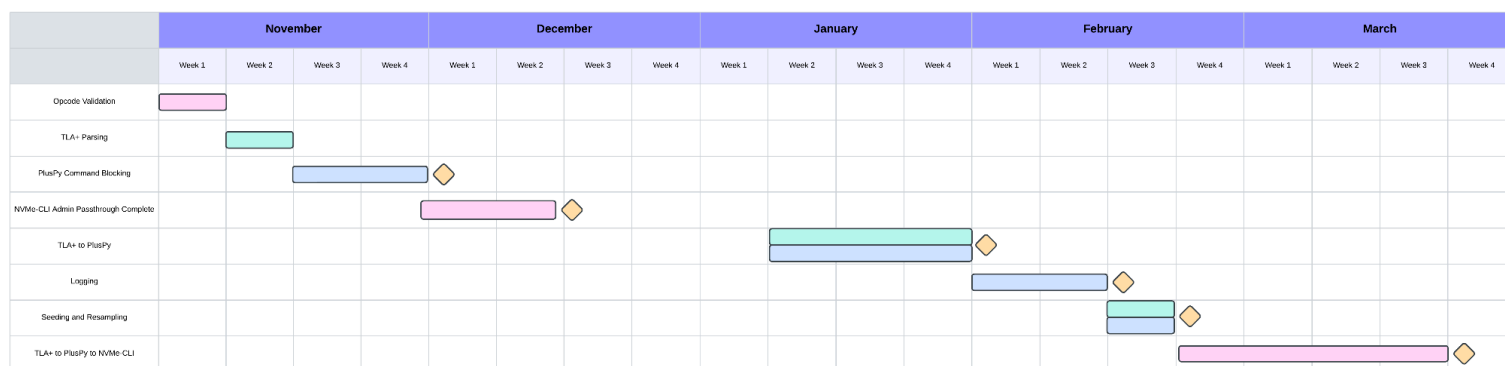 November December January February March
Week 1 Week 2 Week 3 Week 4 Week 1 Week 2 Week 3 Week 4 Week 1 Week 2 Week 3 Week 4 Week 1 Week 2 Week 3 Week 4 Week 1 Week 2 Week 3 Week 4
Opcode Validation
TLA+ Parsing
PlusPy Command Blocking
NVMe-CLI Admin Passthrough Complete
TLA+ to PlusPy
Logging
Seeding and Resampling
TLA+ to PlusPy to NVMe-CLI